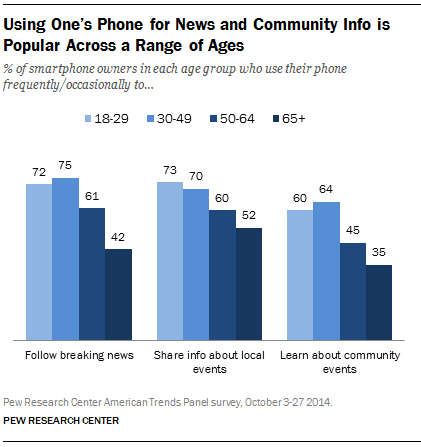 Using One's Phone for News and Community Info is
Popular Across a Range of Ages
% of smartphone owners in each age group who use their phone
frequently/occasionally to...
18-29 30-49 50-64 65+
72 75 61 42
73 70 60 52
60 64 45 35
Follow breaking news
Share info about local
events
Learn about community
events
Pew Research Center American Trends Panel survey, October 3-27 2014.
PEW RESEARCH CENTER